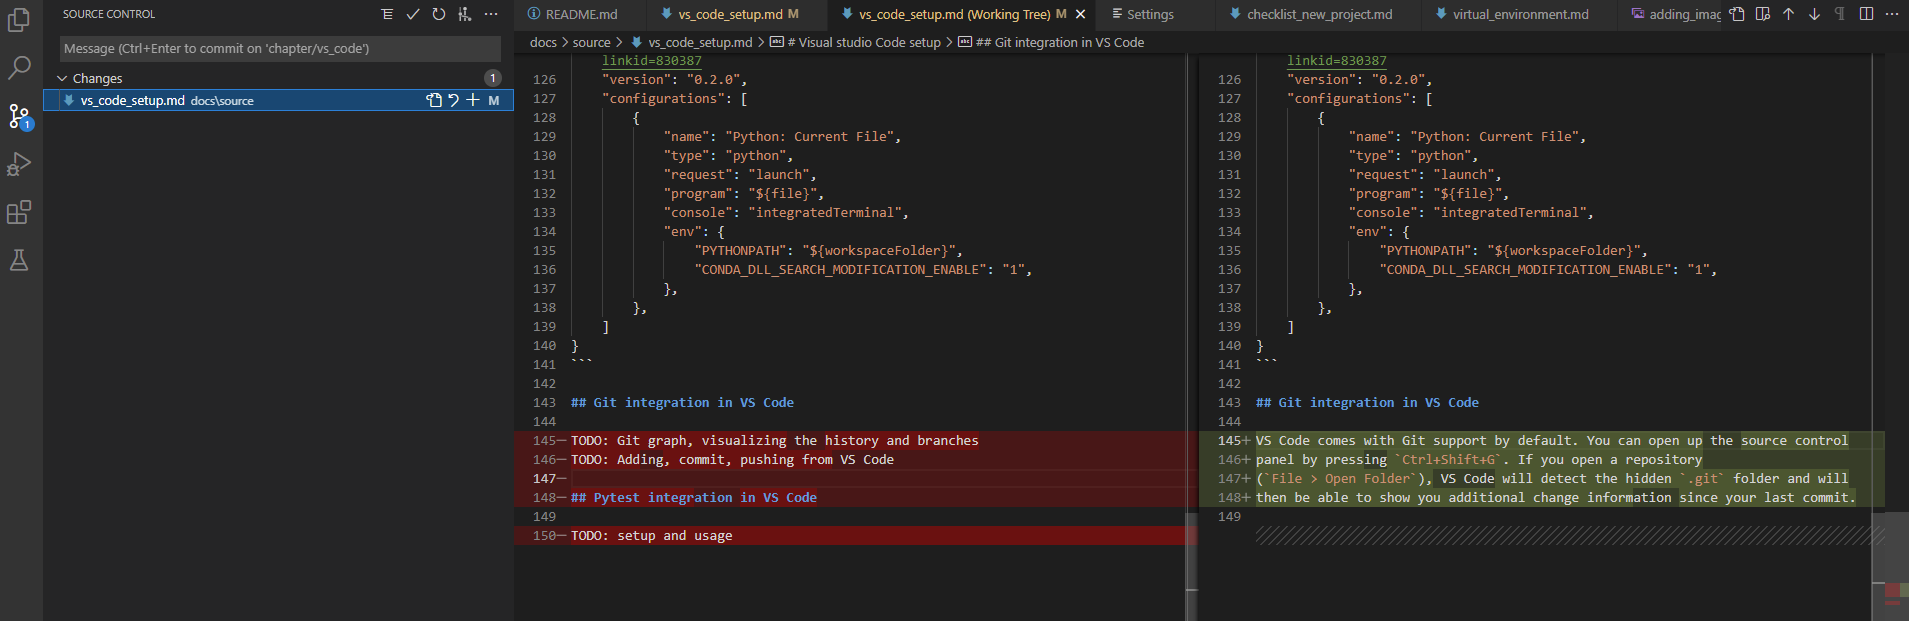 SOURCE CONTROL
Message (Ctrl+Enter to commit on 'chapter/vs_code')
Changes 1
vs_code_setup.md docs\source M
1
README.md
vs_code_setup.md M
vs_code_setup.md (Working Tree) M
Settings
checklist_new_project.md
virtual_environment.md
adding_imag
docs > source > vs_code_setup.md > # Visual studio Code setup > ## Git integration in VS Code
linkid=830387
126 "version": "0.2.0",
127 "configurations": [
128 {
129 "name": "Python: Current File",
130 "type": "python",
131 "request": "launch",
132 "program": "${file}",
133 "console": "integratedTerminal",
134 "env": {
135 "PYTHONPATH": "${workspaceFolder}",
136 "CONDA_DLL_SEARCH_MODIFICATION_ENABLE": "1",
137 },
138 },
139 ]
140 }
141 ```
142
143 ## Git integration in VS Code
144
145— TODO: Git graph, visualizing the history and branches
146— TODO: Adding, commit, pushing from VS Code
147—
148— ## Pytest integration in VS Code
149
150— TODO: setup and usage
linkid=830387
126 "version": "0.2.0",
127 "configurations": [
128 {
129 "name": "Python: Current File",
130 "type": "python",
131 "request": "launch",
132 "program": "${file}",
133 "console": "integratedTerminal",
134 "env": {
135 "PYTHONPATH": "${workspaceFolder}",
136 "CONDA_DLL_SEARCH_MODIFICATION_ENABLE": "1",
137 },
138 },
139 ]
140 }
141 ```
142
143 ## Git integration in VS Code
144
145+ VS Code comes with Git support by default. You can open up the source control
146+ panel by pressing `Ctrl+Shift+G`. If you open a repository
147+ (`File > Open Folder`), VS Code will detect the hidden `.git` folder and will
148+ then be able to show you additional change information since your last commit.
149